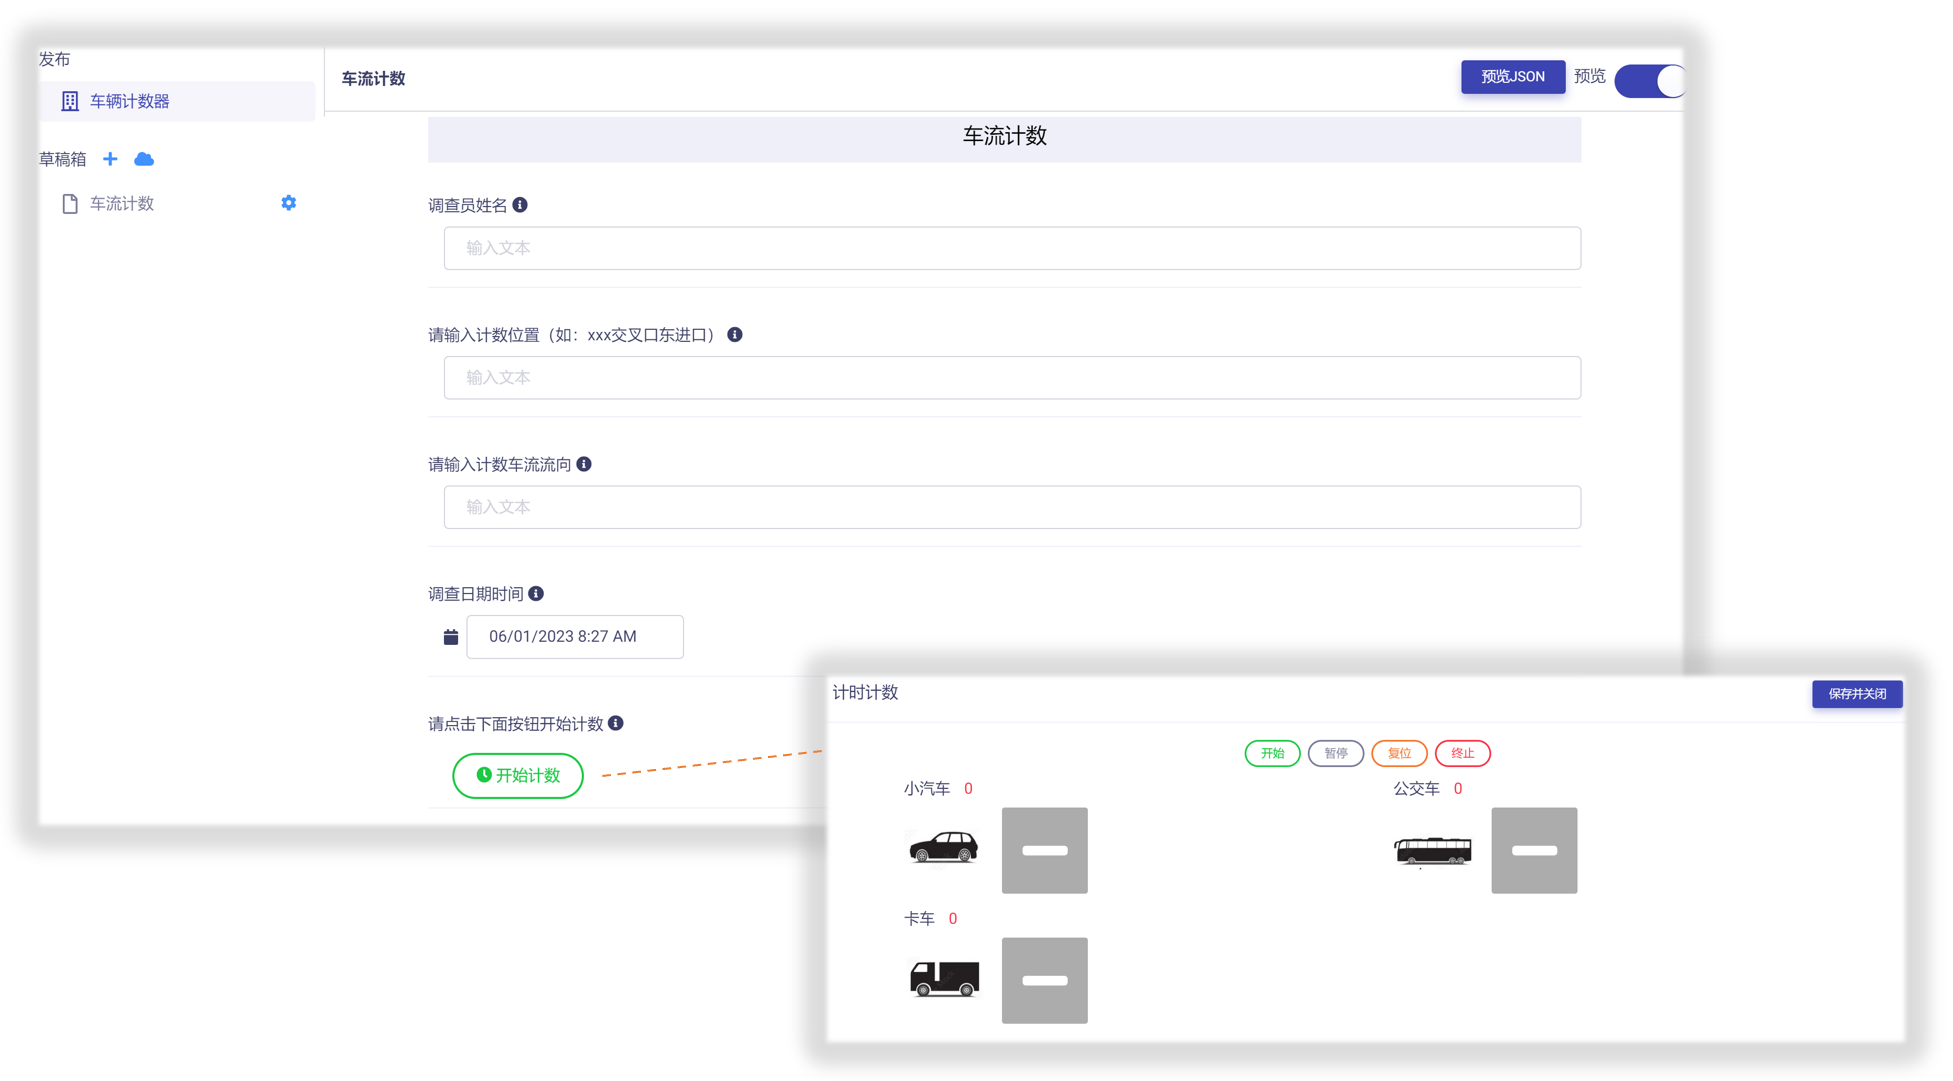 发布
车辆计数器
草稿箱
车流计数
车流计数
预览JSON
预览
车流计数
调查员姓名
输入文本
请输入计数位置（如：xxx交叉口东进口）
输入文本
请输入计数车流流向
输入文本
调查日期时间
06/01/2023 8:27 AM
请点击下面按钮开始计数
开始计数
计时计数
保存并关闭
开始
暂停
复位
终止
小汽车 0
公交车 0
卡车 0